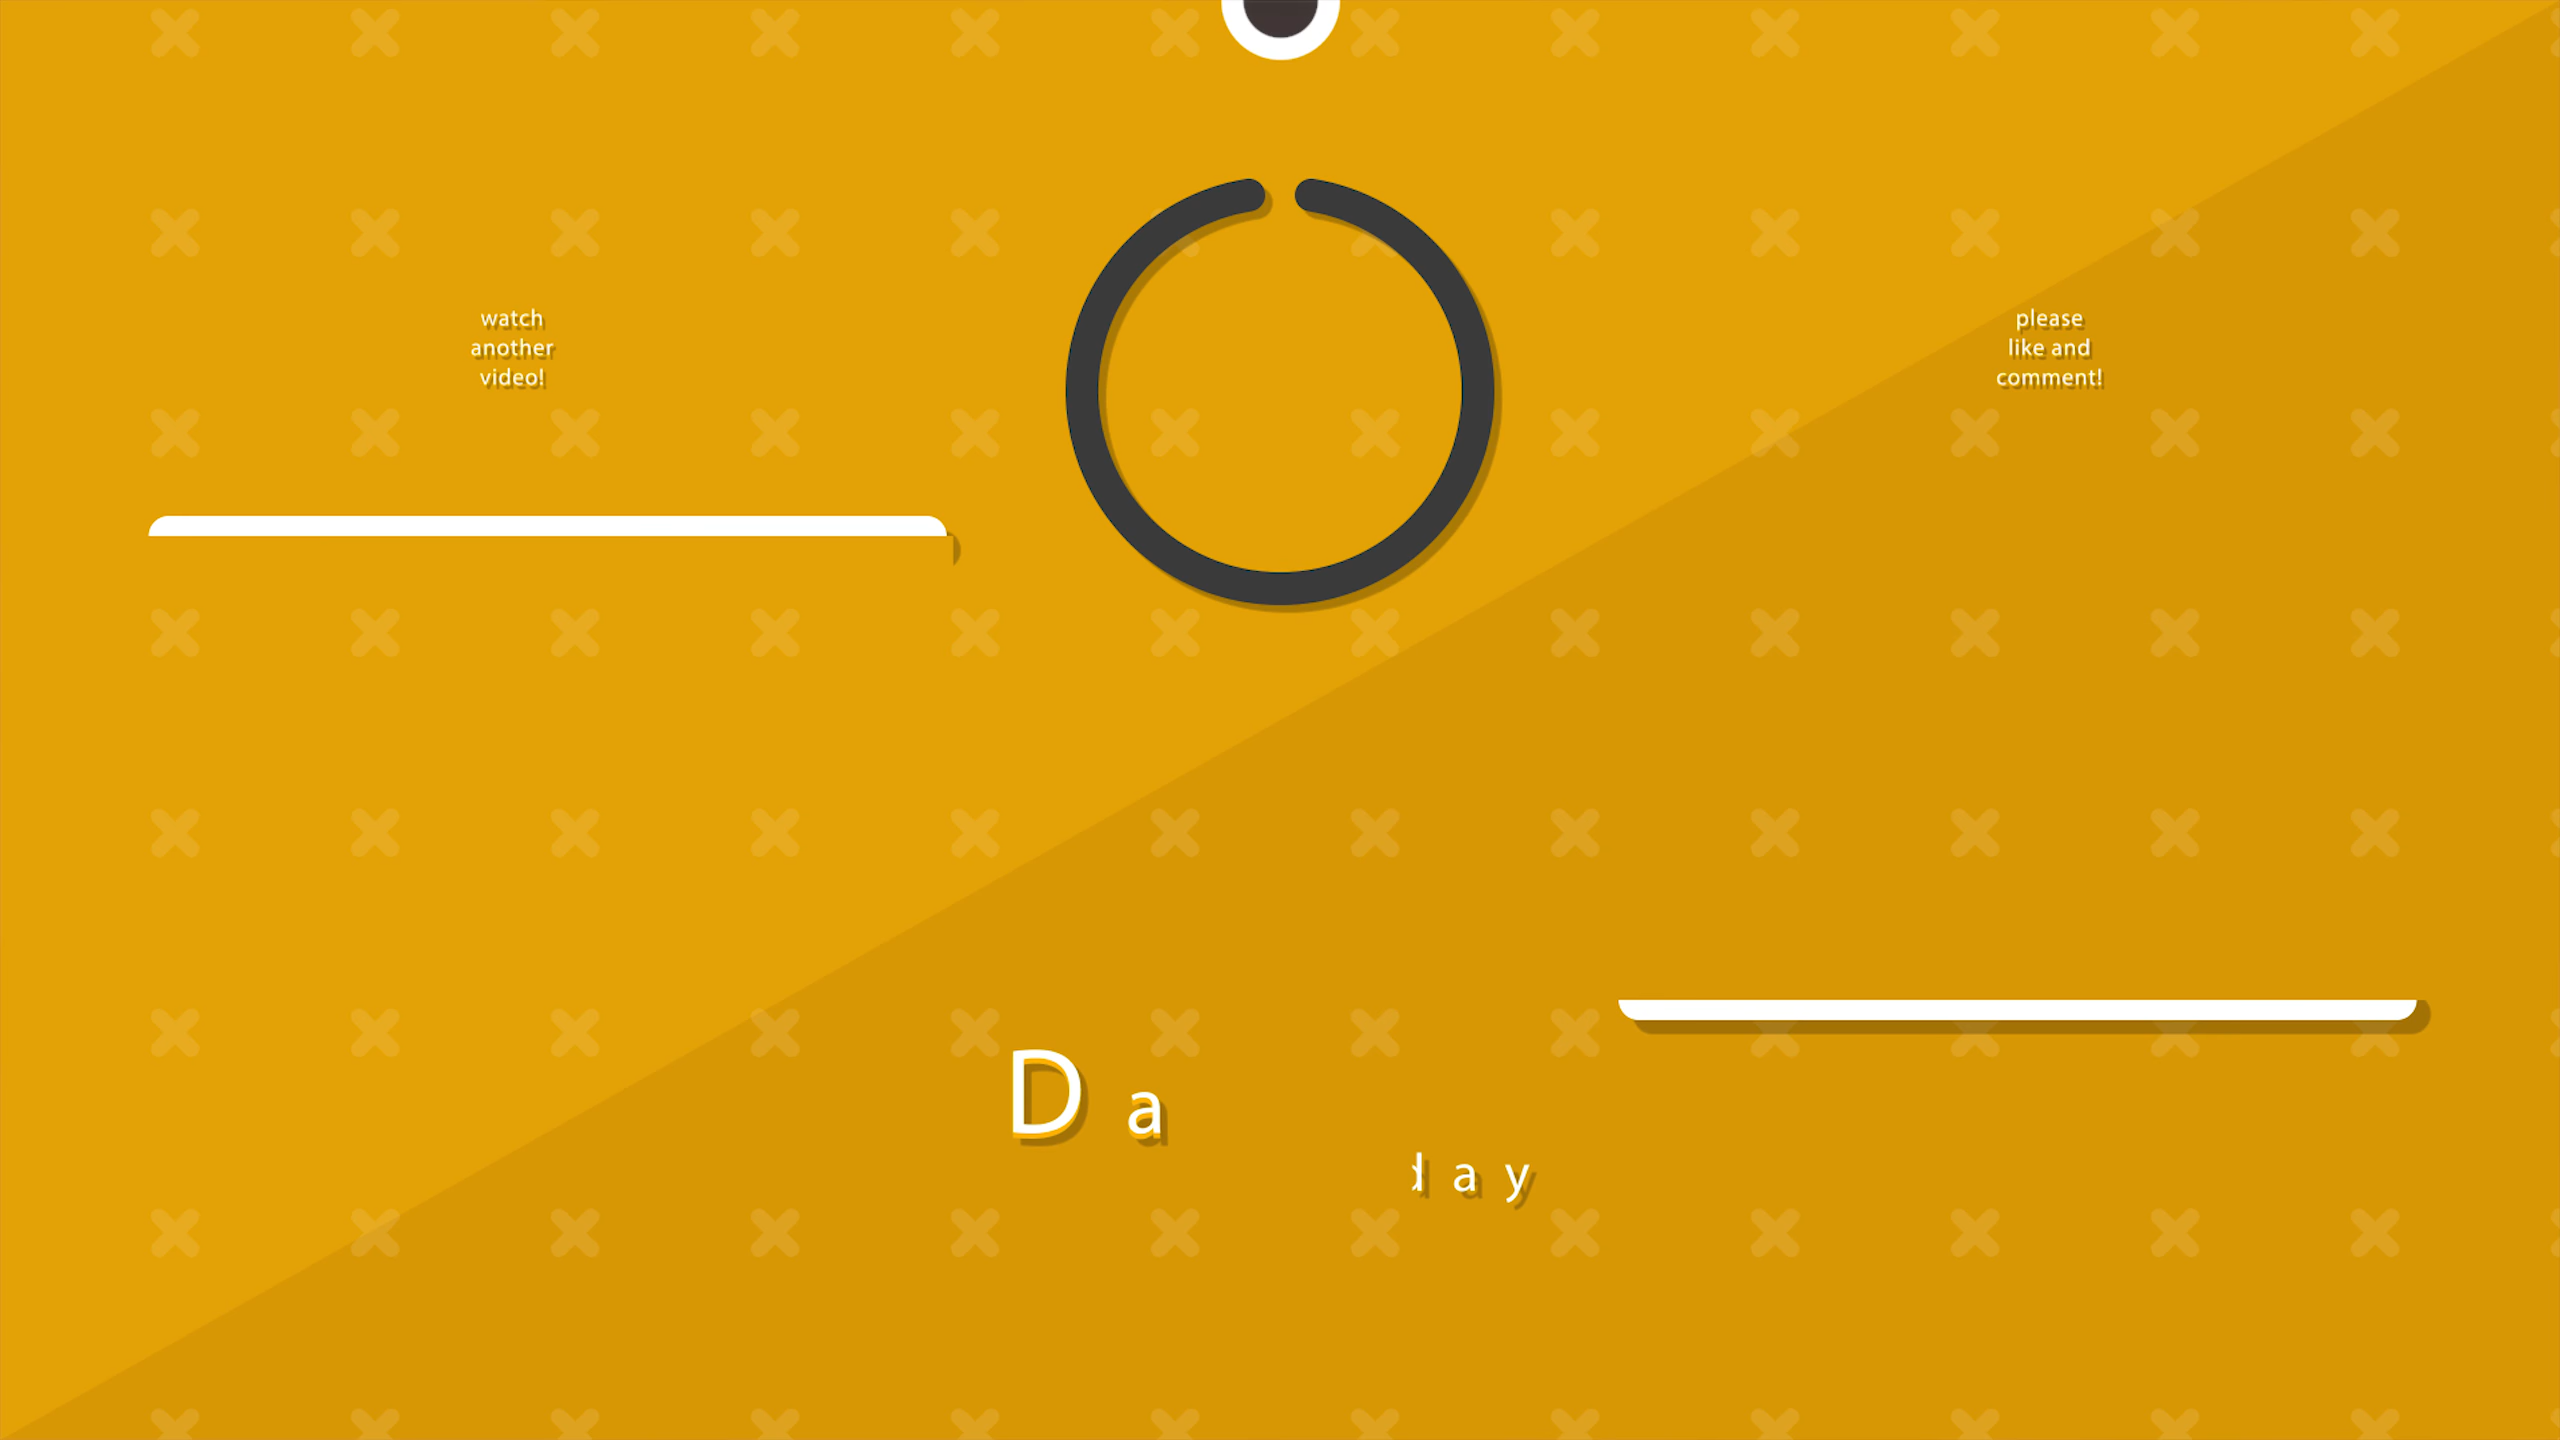 watch
another
video!
please
like and
comment!
D a
d a y